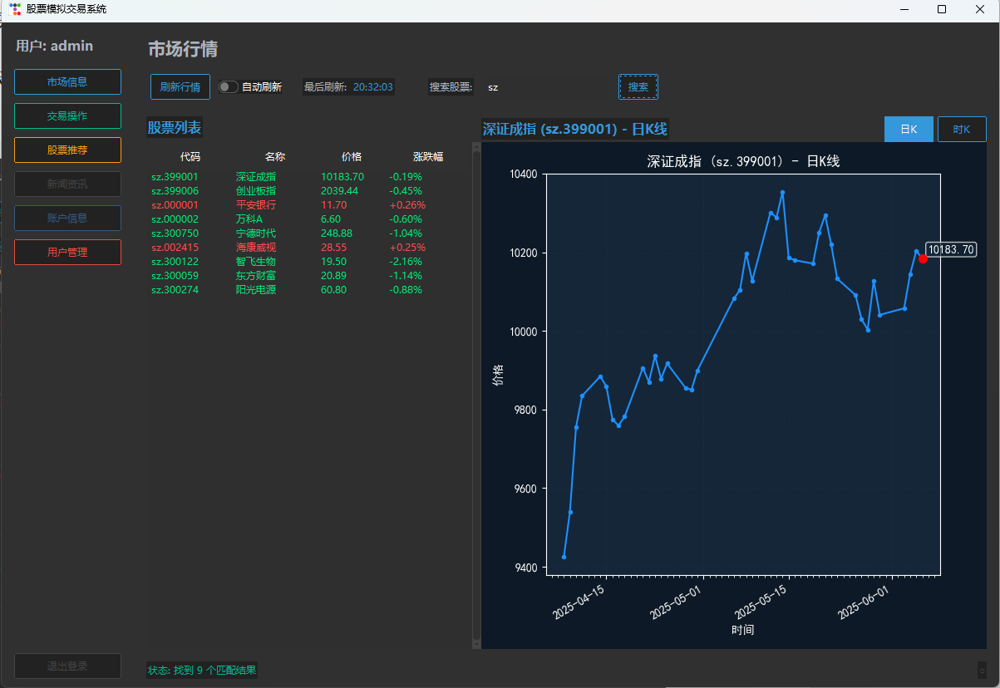 股票模拟交易系统
用户: admin
市场信息
交易操作
股票推荐
新闻资讯
账户信息
用户管理
退出登录
市场行情
刷新行情 自动刷新 最后刷新: 20:32:03 搜索股票: sz 搜索
股票列表
代码 名称 价格 涨跌幅
sz.399001 深证成指 10183.70 -0.19%
sz.399006 创业板指 2039.44 -0.45%
sz.000001 平安银行 11.70 +0.26%
sz.000002 万科A 6.60 -0.60%
sz.300750 宁德时代 248.88 -1.04%
sz.002415 海康威视 28.55 +0.25%
sz.300122 智飞生物 19.50 -2.16%
sz.300059 东方财富 20.89 -1.14%
sz.300274 阳光电源 60.80 -0.88%
深证成指 (sz.399001) - 日K线
日K 时K
深证成指 (sz.399001) - 日K线
10400
10200
10000
9800
9600
9400
价格
10183.70
2025-04-15 2025-05-01 2025-05-15 2025-06-01
时间
状态: 找到 9 个匹配结果